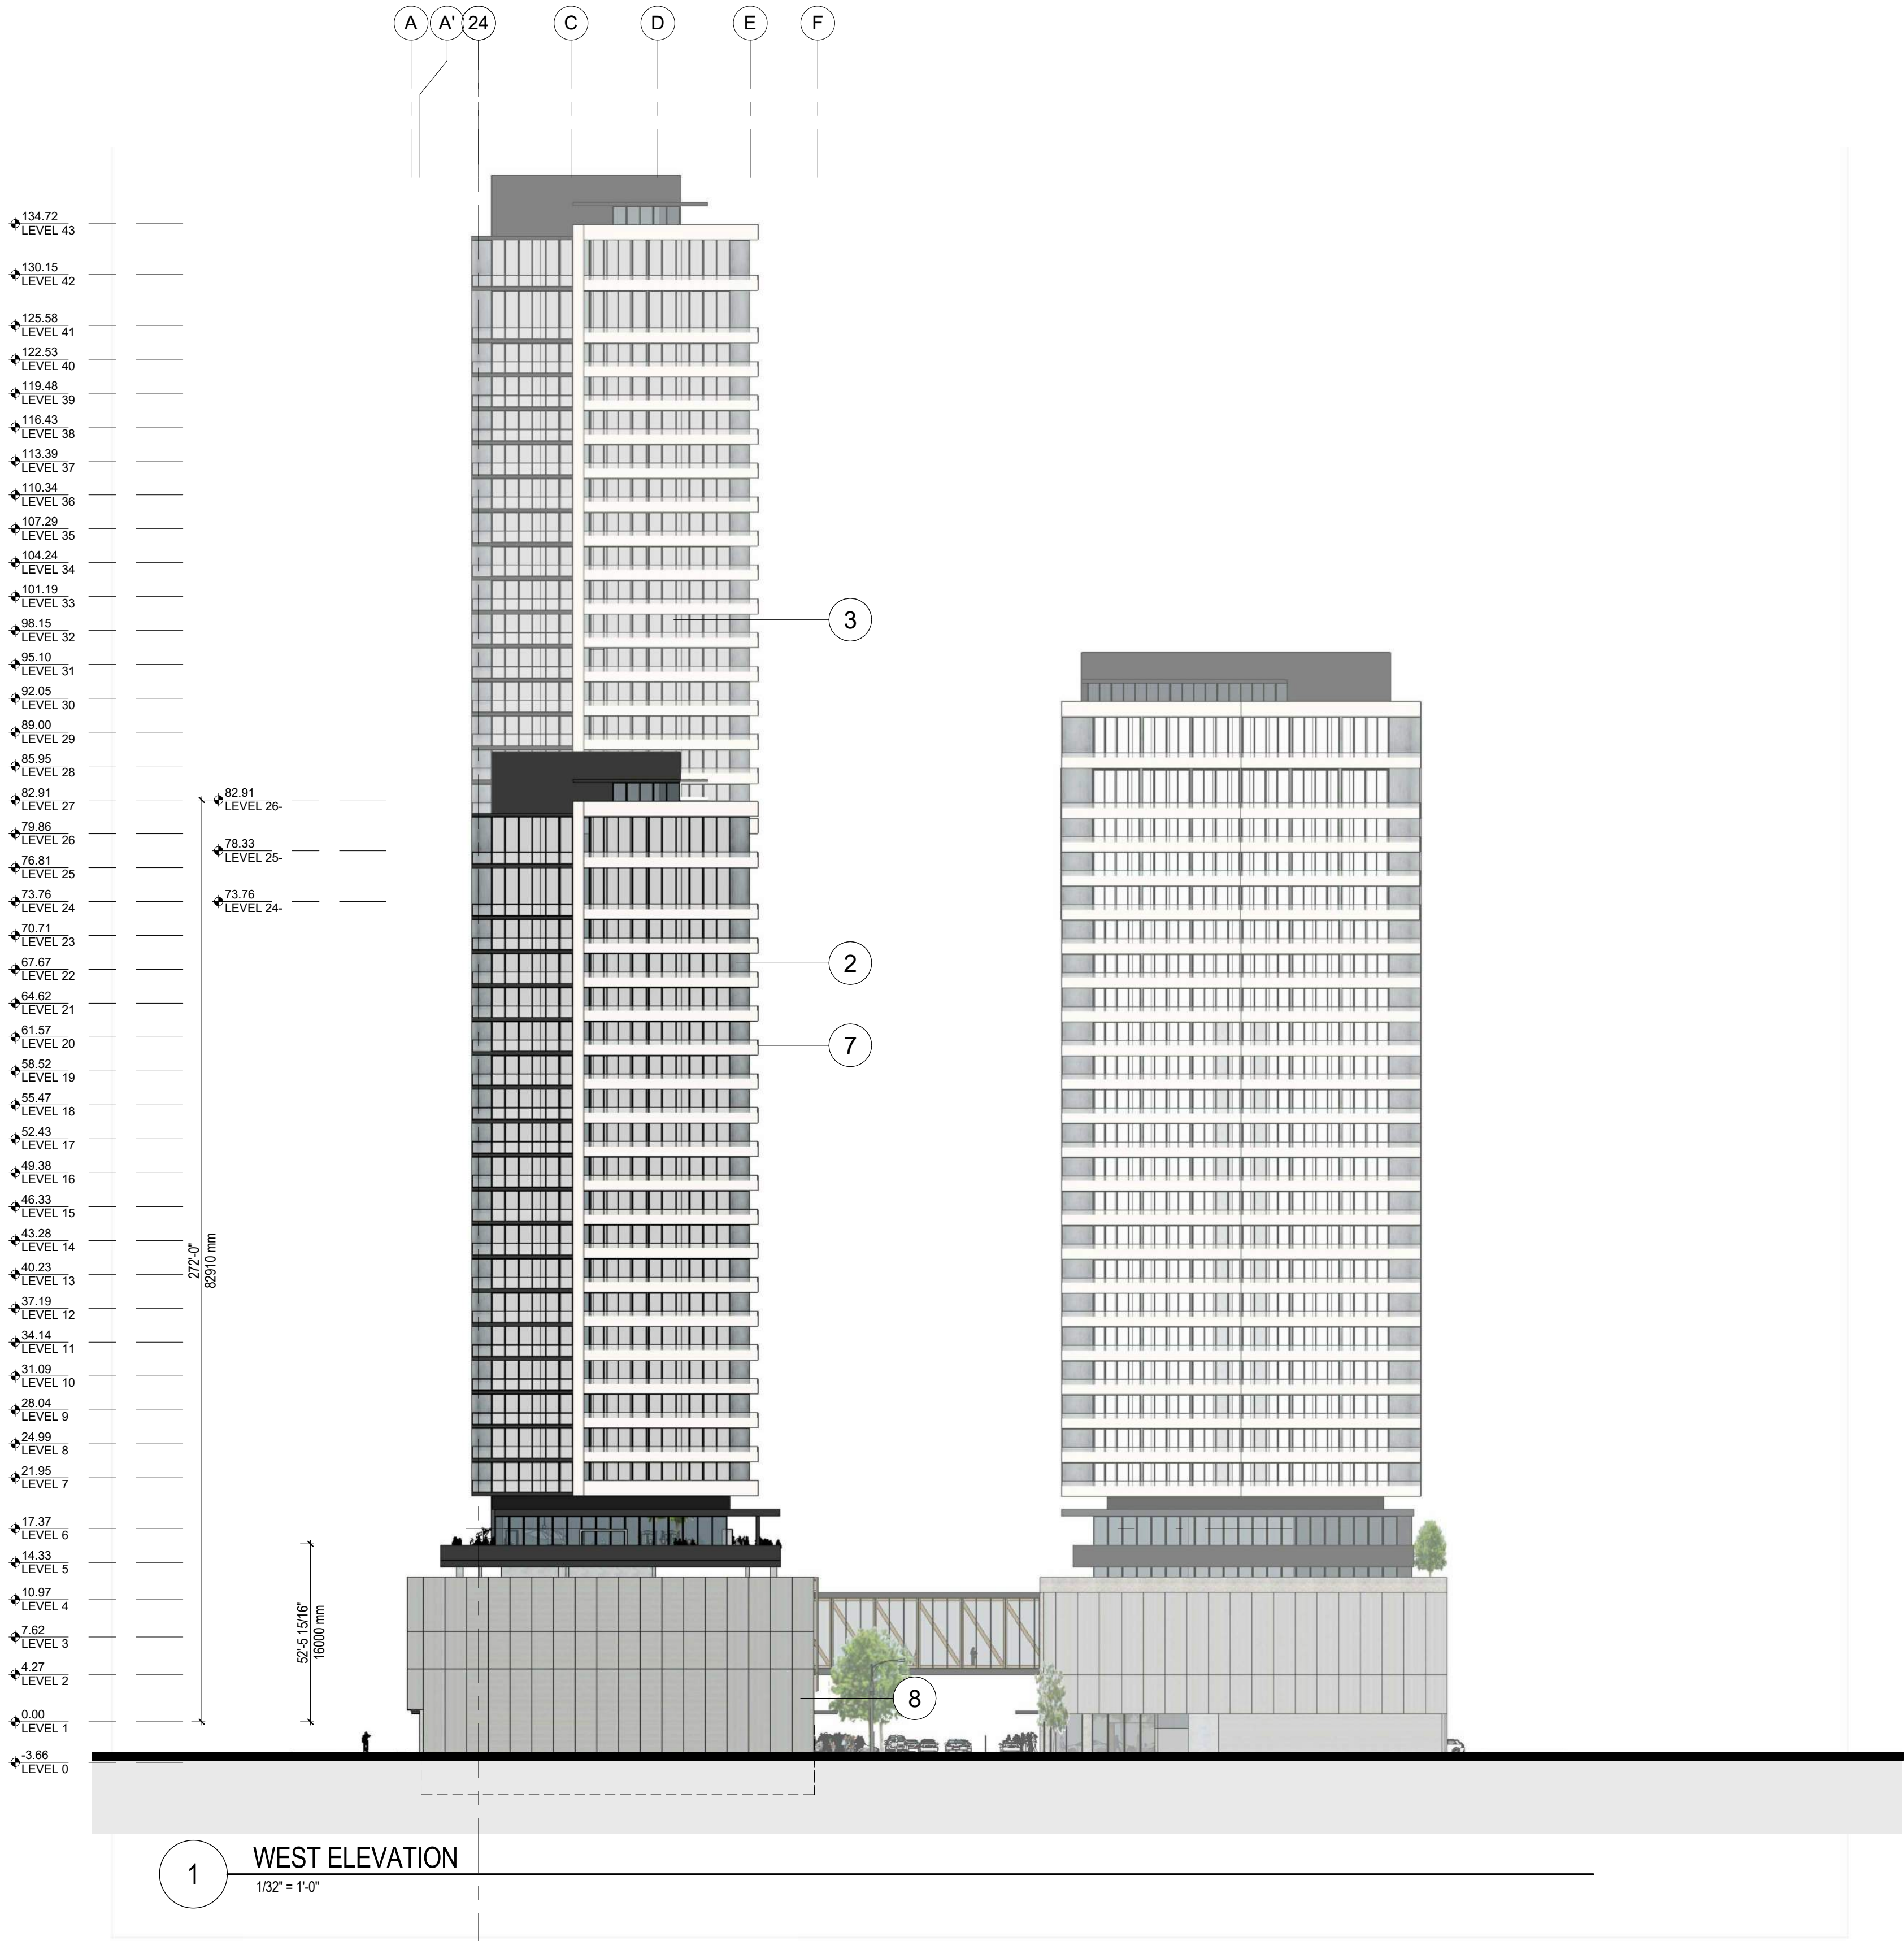 A
A'
24
C
D
E
F
134.72
LEVEL 43
130.15
LEVEL 42
125.58
LEVEL 41
122.53
LEVEL 40
119.48
LEVEL 39
116.43
LEVEL 38
113.39
LEVEL 37
110.34
LEVEL 36
107.29
LEVEL 35
104.24
LEVEL 34
101.19
LEVEL 33
3
98.15
LEVEL 32
95.10
LEVEL 31
92.05
LEVEL 30
89.00
LEVEL 29
85.95
LEVEL 28
82.91
LEVEL 27
82.91
LEVEL 26-
79.86
LEVEL 26
78.33
LEVEL 25-
76.81
LEVEL 25
73.76
LEVEL 24
73.76
LEVEL 24-
70.71
LEVEL 23
2
67.67
LEVEL 22
64.62
LEVEL 21
61.57
LEVEL 20
7
58.52
LEVEL 19
55.47
LEVEL 18
52.43
LEVEL 17
49.38
LEVEL 16
46.33
LEVEL 15
43.28
LEVEL 14
272'-0"
82910 mm
40.23
LEVEL 13
37.19
LEVEL 12
34.14
LEVEL 11
31.09
LEVEL 10
28.04
LEVEL 9
24.99
LEVEL 8
21.95
LEVEL 7
17.37
LEVEL 6
14.33
LEVEL 5
10.97
LEVEL 4
52'-5 15/16"
16000 mm
7.62
LEVEL 3
4.27
LEVEL 2
8
0.00
LEVEL 1
-3.66
LEVEL 0
1
WEST ELEVATION
1/32" = 1'-0"